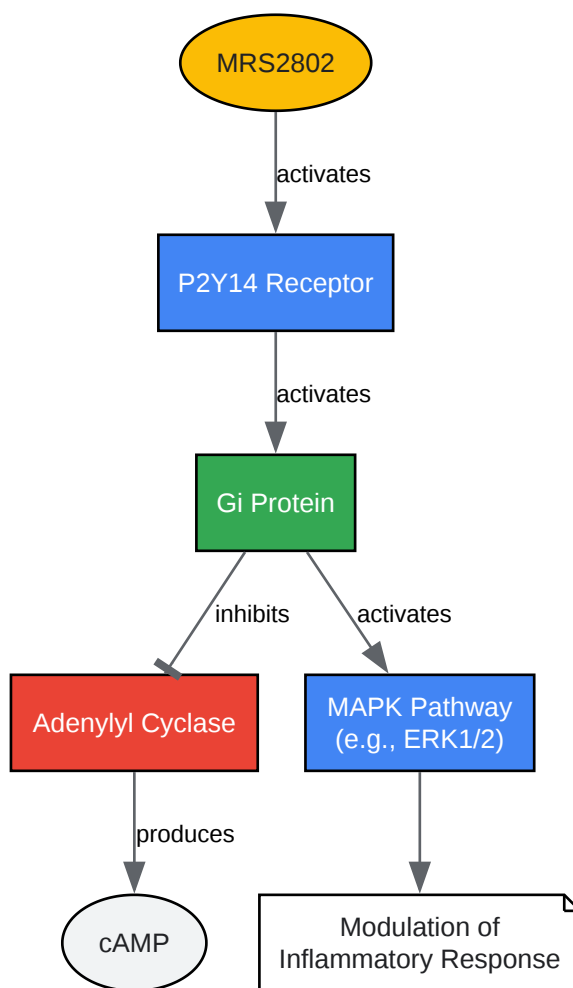 MRS2802
activates
P2Y14 Receptor
activates
Gi Protein
inhibits
activates
Adenylyl Cyclase
MAPK Pathway
(e.g., ERK1/2)
produces
cAMP
Modulation of
Inflammatory Response